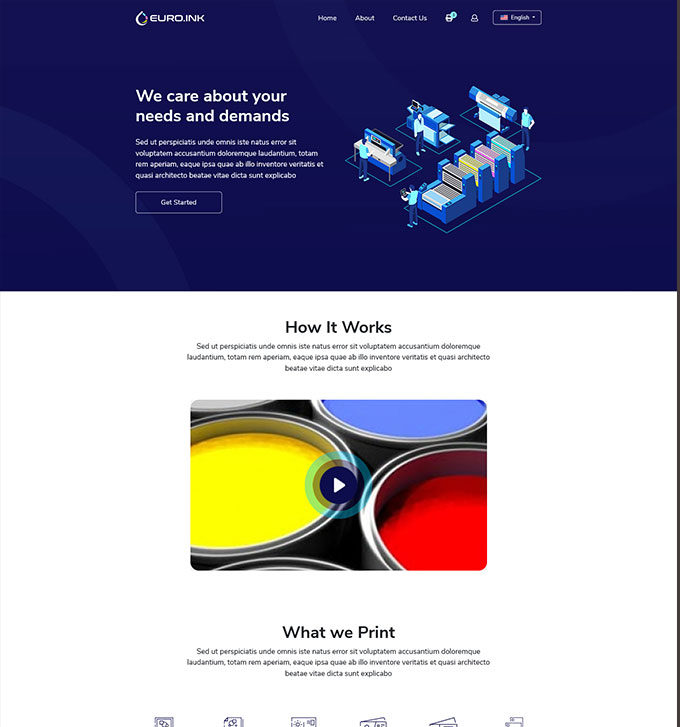 EURO.INK
Home About Contact Us English
We care about your
needs and demands
Sed ut perspiciatis unde omnis iste natus error sit
voluptatem accusantium doloremque laudantium, totam
rem aperiam, eaque ipsa quae ab illo inventore veritatis et
quasi architecto beatae vitae dicta sunt explicabo
Get Started
How It Works
Sed ut perspiciatis unde omnis iste natus error sit voluptatem accusantium doloremque
laudantium, totam rem aperiam, eaque ipsa quae ab illo inventore veritatis et quasi architecto
beatae vitae dicta sunt explicabo
What we Print
Sed ut perspiciatis unde omnis iste natus error sit voluptatem accusantium doloremque
laudantium, totam rem aperiam, eaque ipsa quae ab illo inventore veritatis et quasi architecto
beatae vitae dicta sunt explicabo